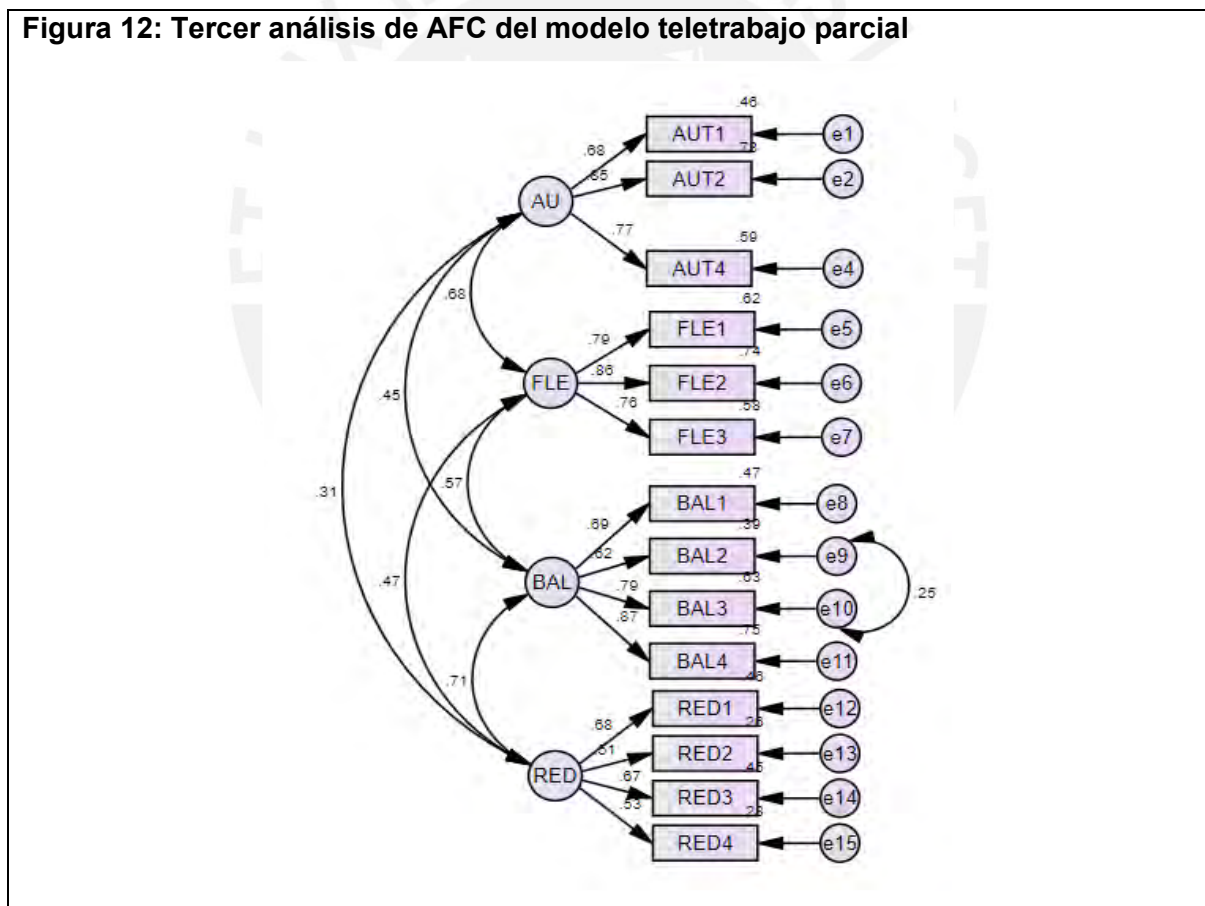 Figura 12: Tercer análisis de AFC del modelo teletrabajo parcial
.46
AUT1
e1
.68
AUT2
e2
.85
AU
.77
.59
AUT4
e4
.68
.62
FLE1
e5
.79
.74
.86
FLE2
e6
FLE
.76
.58
FLE3
e7
.45
.47
.57
BAL1
e8
.31
.69
.39
.62
BAL2
e9
BAL
.79
.63
.25
.47
BAL3
e10
.87
.75
BAL4
e11
.71
.46
RED1
e12
.68
.51
RED2
e13
RED
.67
.45
RED3
e14
.53
RED4
e15